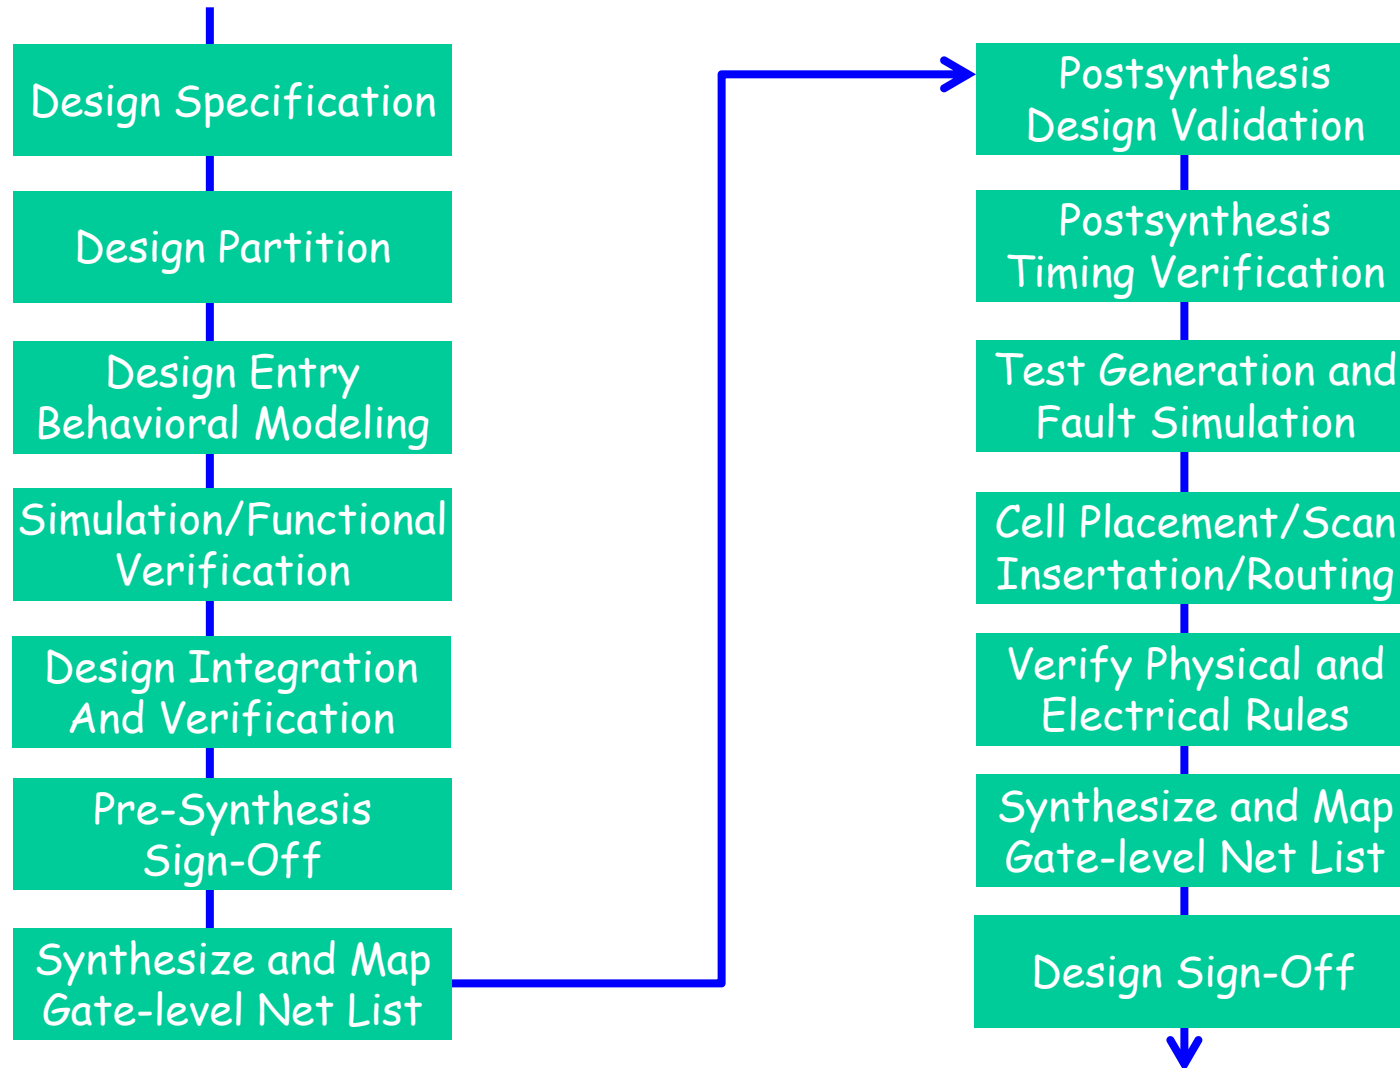 Design Specification
Design Partition
Design Entry
Behavioral Modeling
Simulation/Functional
Verification
Design Integration
And Verification
Pre-Synthesis
Sign-Off
Synthesize and Map
Gate-level Net List
Postsynthesis
Design Validation
Postsynthesis
Timing Verification
Test Generation and
Fault Simulation
Cell Placement/Scan
Insertation/Routing
Verify Physical and
Electrical Rules
Synthesize and Map
Gate-level Net List
Design Sign-Off